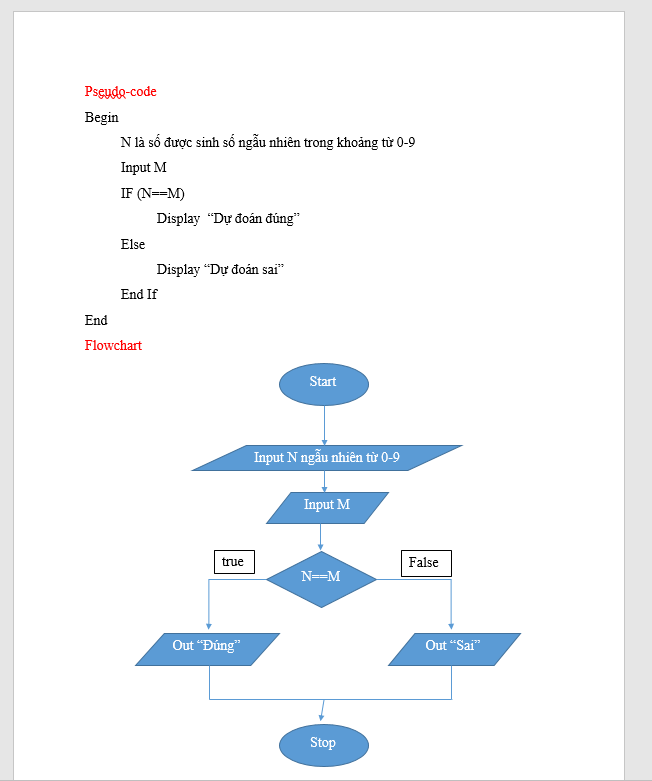 Pseudo-code
Begin
N là số được sinh số ngẫu nhiên trong khoảng từ 0-9
Input M
IF (N==M)
Display  “Dự đoán đúng”
Else
Display “Dự đoán sai”
End If
End
Flowchart
Start
Input N ngẫu nhiên từ 0-9
Input M
true
False
N==M
Out “Đúng”
Out “Sai”
Stop